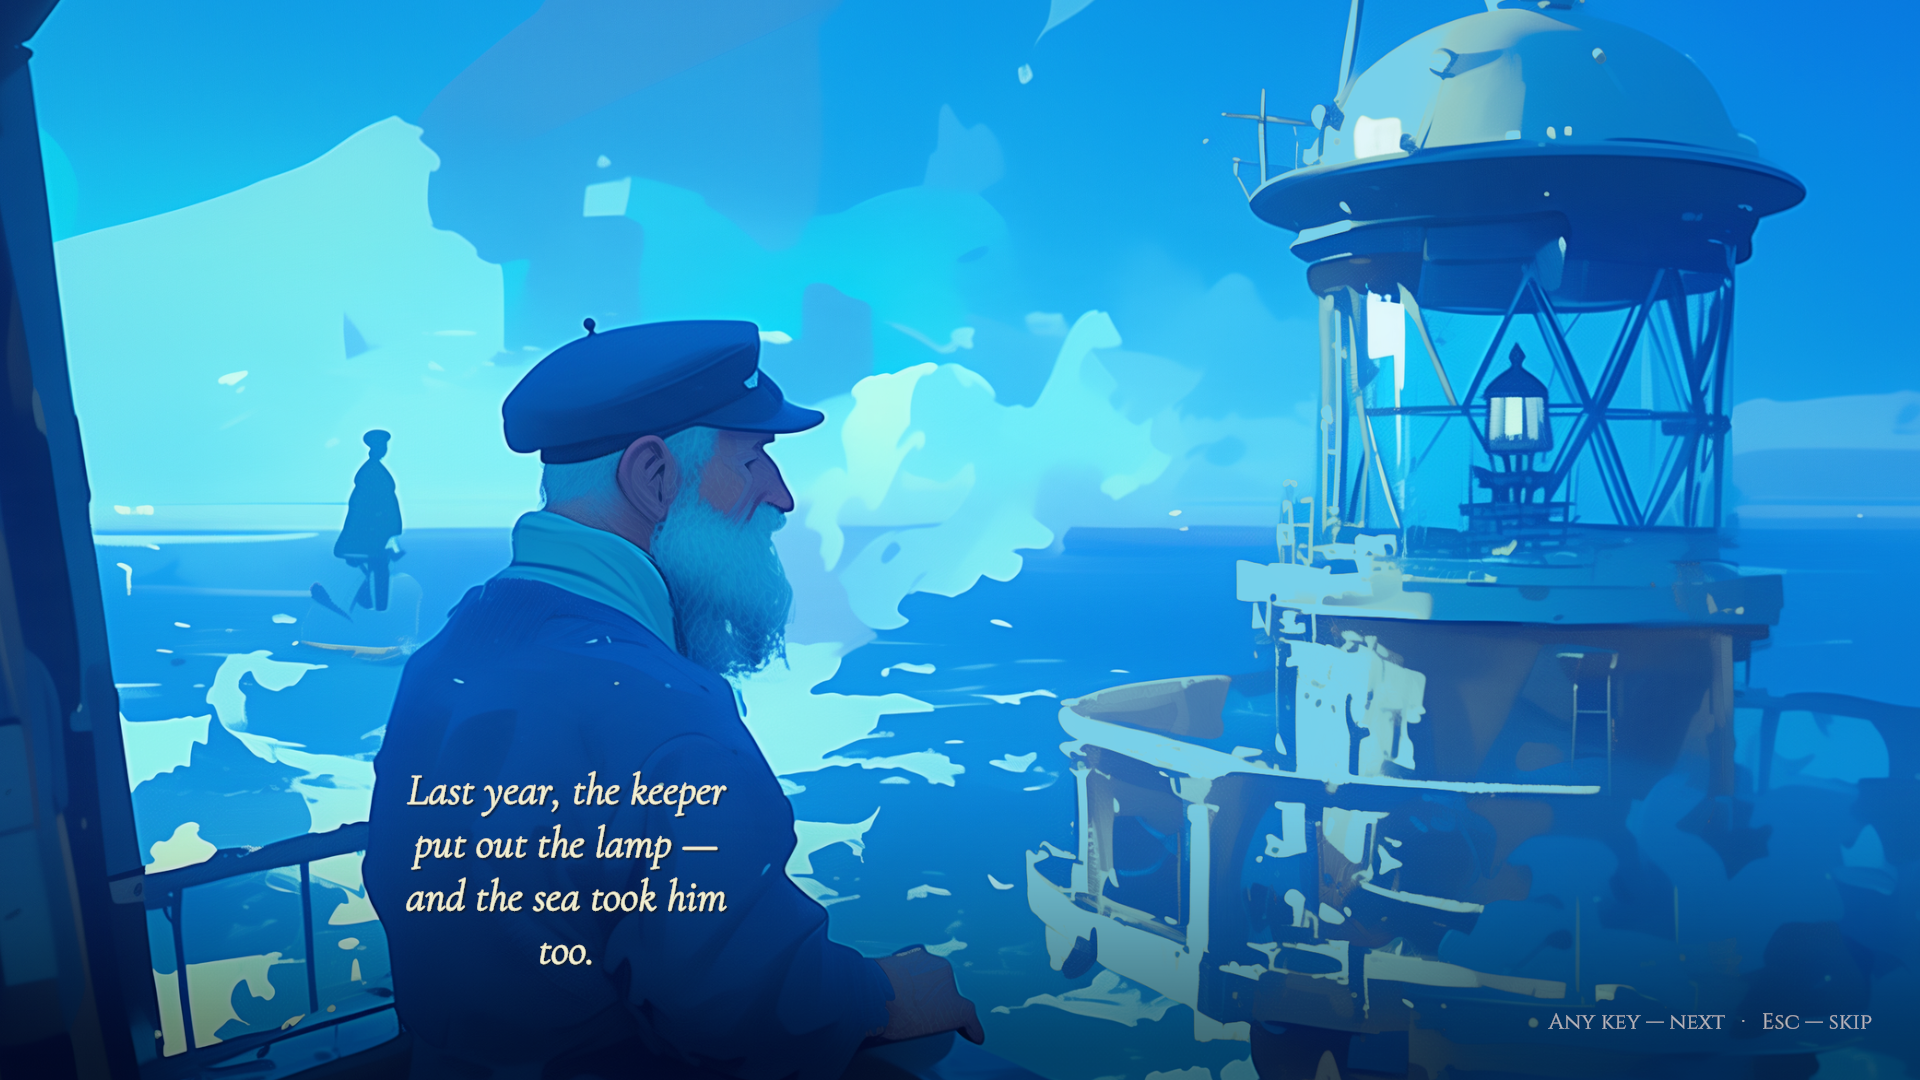 Last year, the keeper
put out the lamp —
and the sea took him
too.
Any key — next · Esc — skip